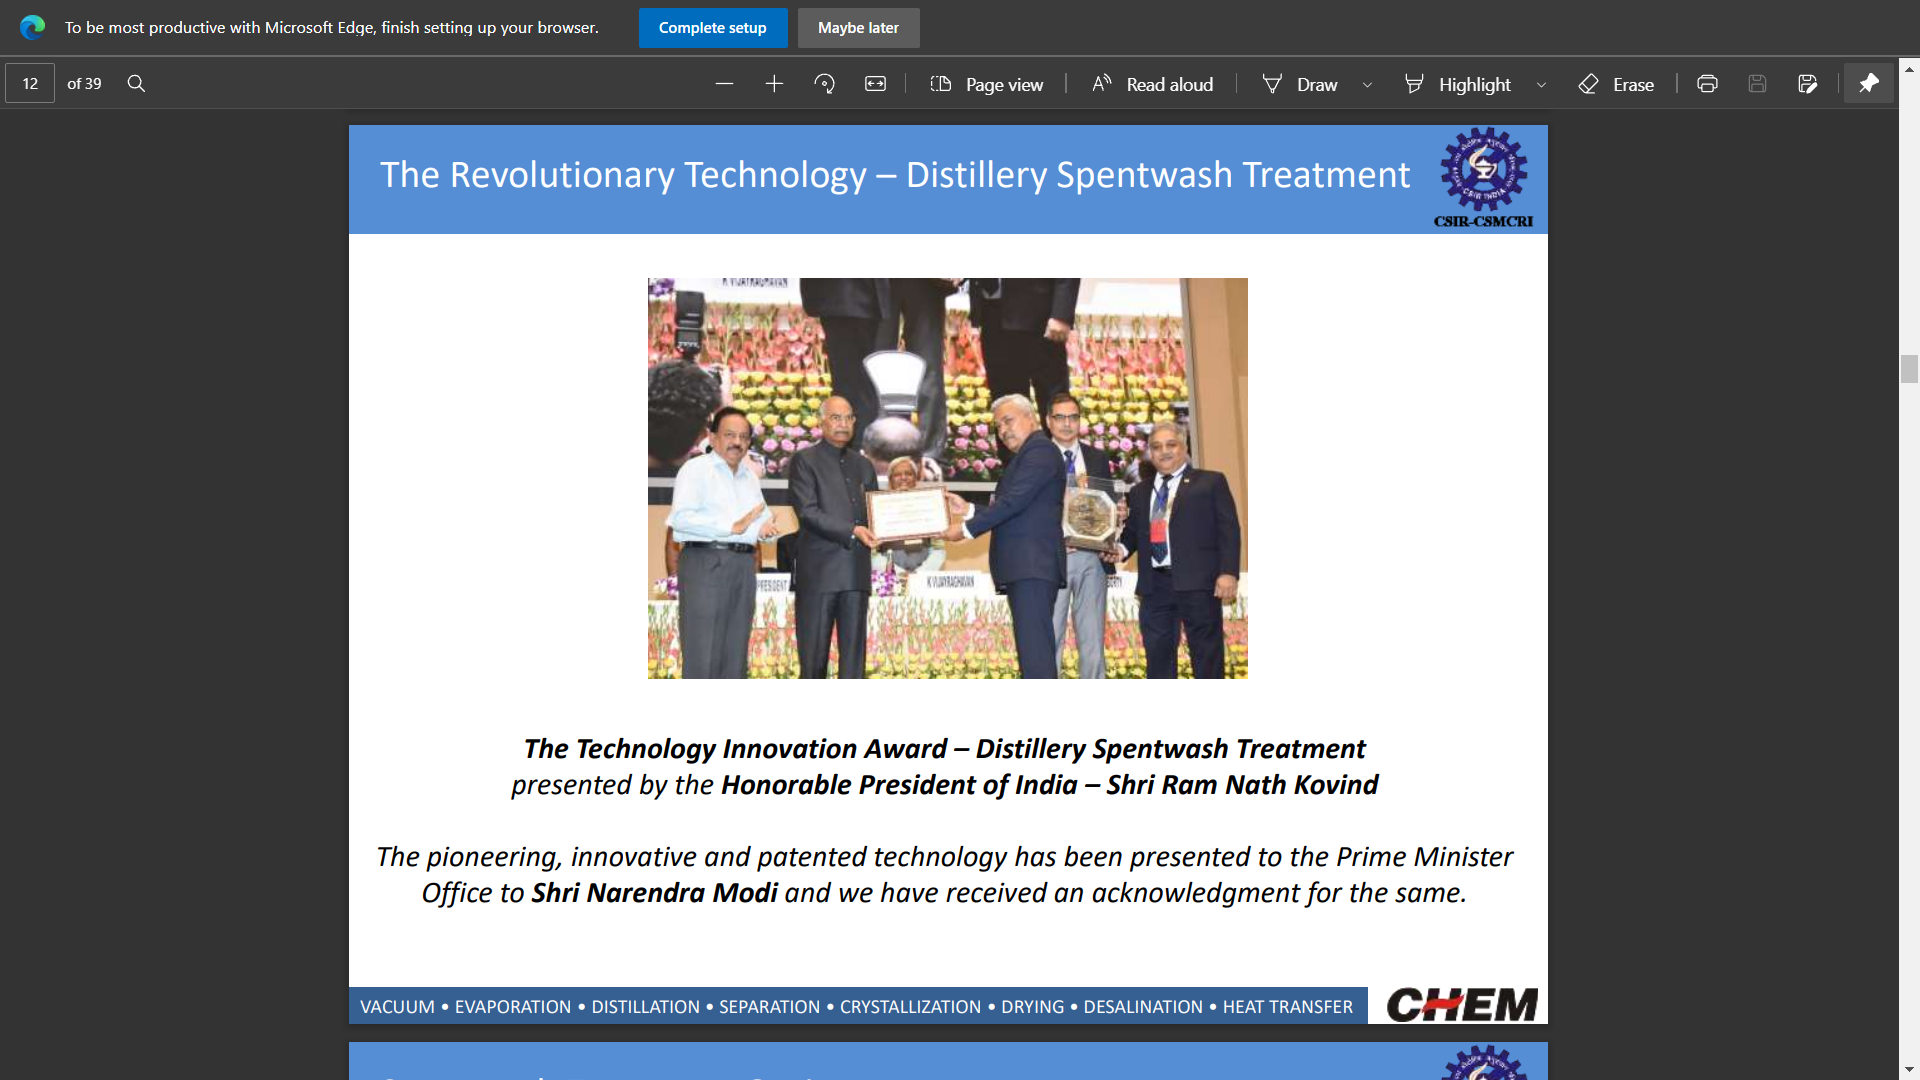 To be most productive with Microsoft Edge, finish setting up your browser.
Complete setup
Maybe later
12
of 39
Page view
Read aloud
Draw
Highlight
Erase
The Revolutionary Technology – Distillery Spentwash Treatment
CSIR INDIA
CSIR-CSMCRI
K VIJAYRAGHAVAN
PRESIDENT
K VIJAYRAGHAVAN
The Technology Innovation Award – Distillery Spentwash Treatment
presented by the Honorable President of India – Shri Ram Nath Kovind
The pioneering, innovative and patented technology has been presented to the Prime Minister
Office to Shri Narendra Modi and we have received an acknowledgment for the same.
VACUUM • EVAPORATION • DISTILLATION • SEPARATION • CRYSTALLIZATION • DRYING • DESALINATION • HEAT TRANSFER
CHEM